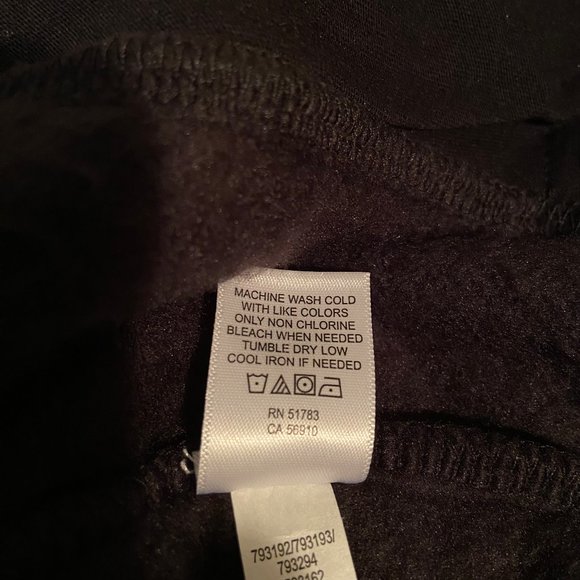 MACHINE WASH COLD
WITH LIKE COLORS
ONLY NON CHLORINE
BLEACH WHEN NEEDED
TUMBLE DRY LOW
COOL IRON IF NEEDED
RN 51783
CA 56910
793192/793193/
793294